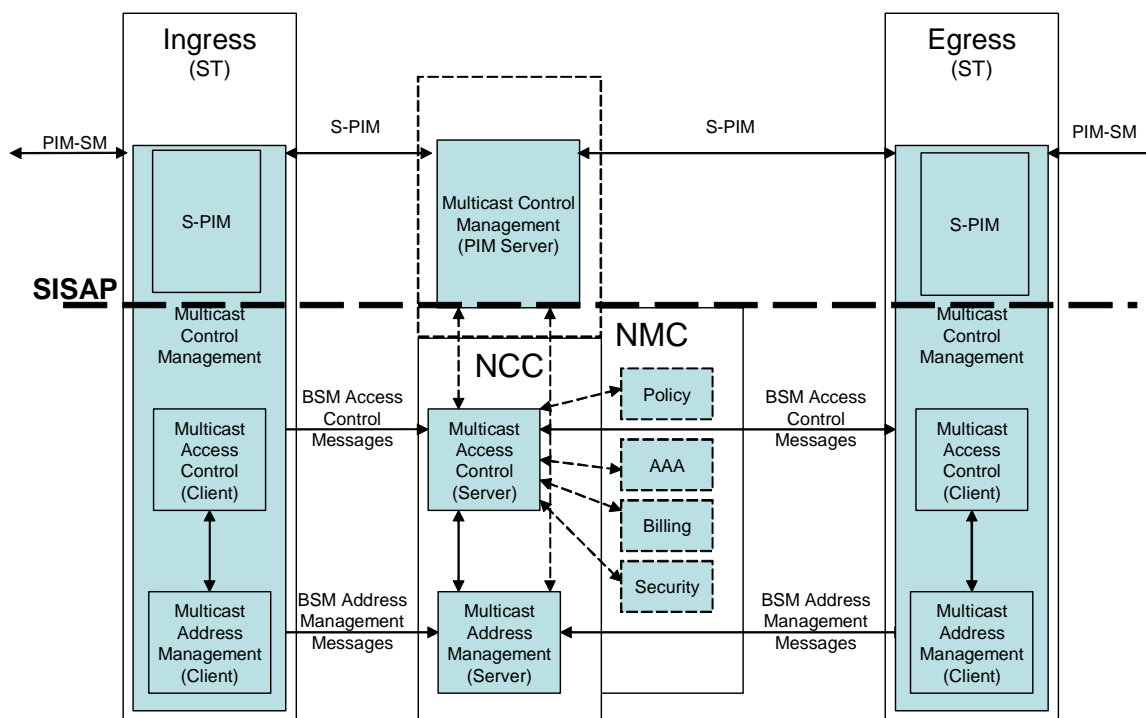 Ingress
(ST)
Egress
(ST)
PIM-SM
S-PIM
S-PIM
PIM-SM
S-PIM
Multicast Control
Management
(PIM Server)
S-PIM
SISAP
Multicast
Control
Management
NCC
NMC
Multicast
Control
Management
Policy
BSM Access
Control
Messages
BSM Access
Control
Messages
Multicast
Access
Control
(Client)
Multicast
Access
Control
(Server)
AAA
Multicast
Access
Control
(Client)
Billing
Security
BSM Address
Management
Messages
BSM Address
Management
Messages
Multicast
Address
Management
(Client)
Multicast
Address
Management
(Server)
Multicast
Address
Management
(Client)